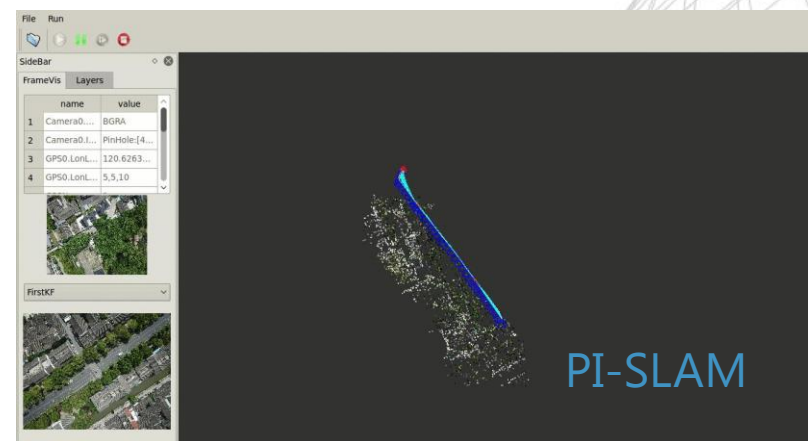 File Run
SideBar
FrameVis Layers
name value
1 Camera0.... BGRA
2 Camera0.I... PinHole:[4...
3 GPS0.LonL... 120.6263...
4 GPS0.LonL... 5,5,10
FirstKF
PI-SLAM